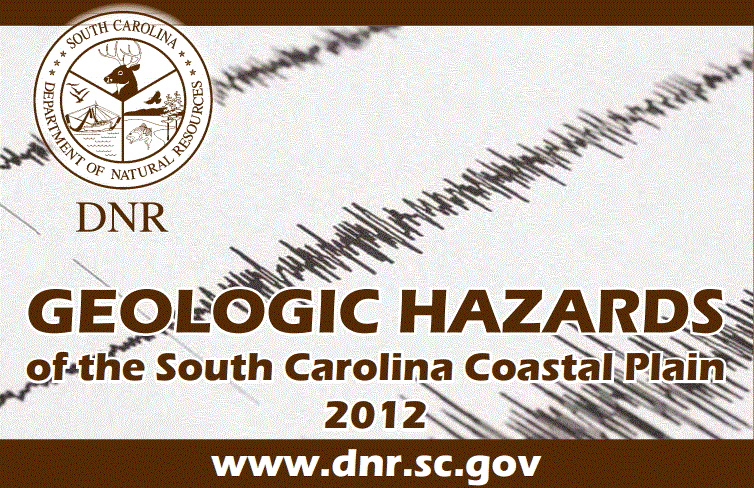 SOUTH CAROLINA
DEPARTMENT OF NATURAL RESOURCES
DNR
GEOLOGIC HAZARDS
of the South Carolina Coastal Plain
2012
www.dnr.sc.gov